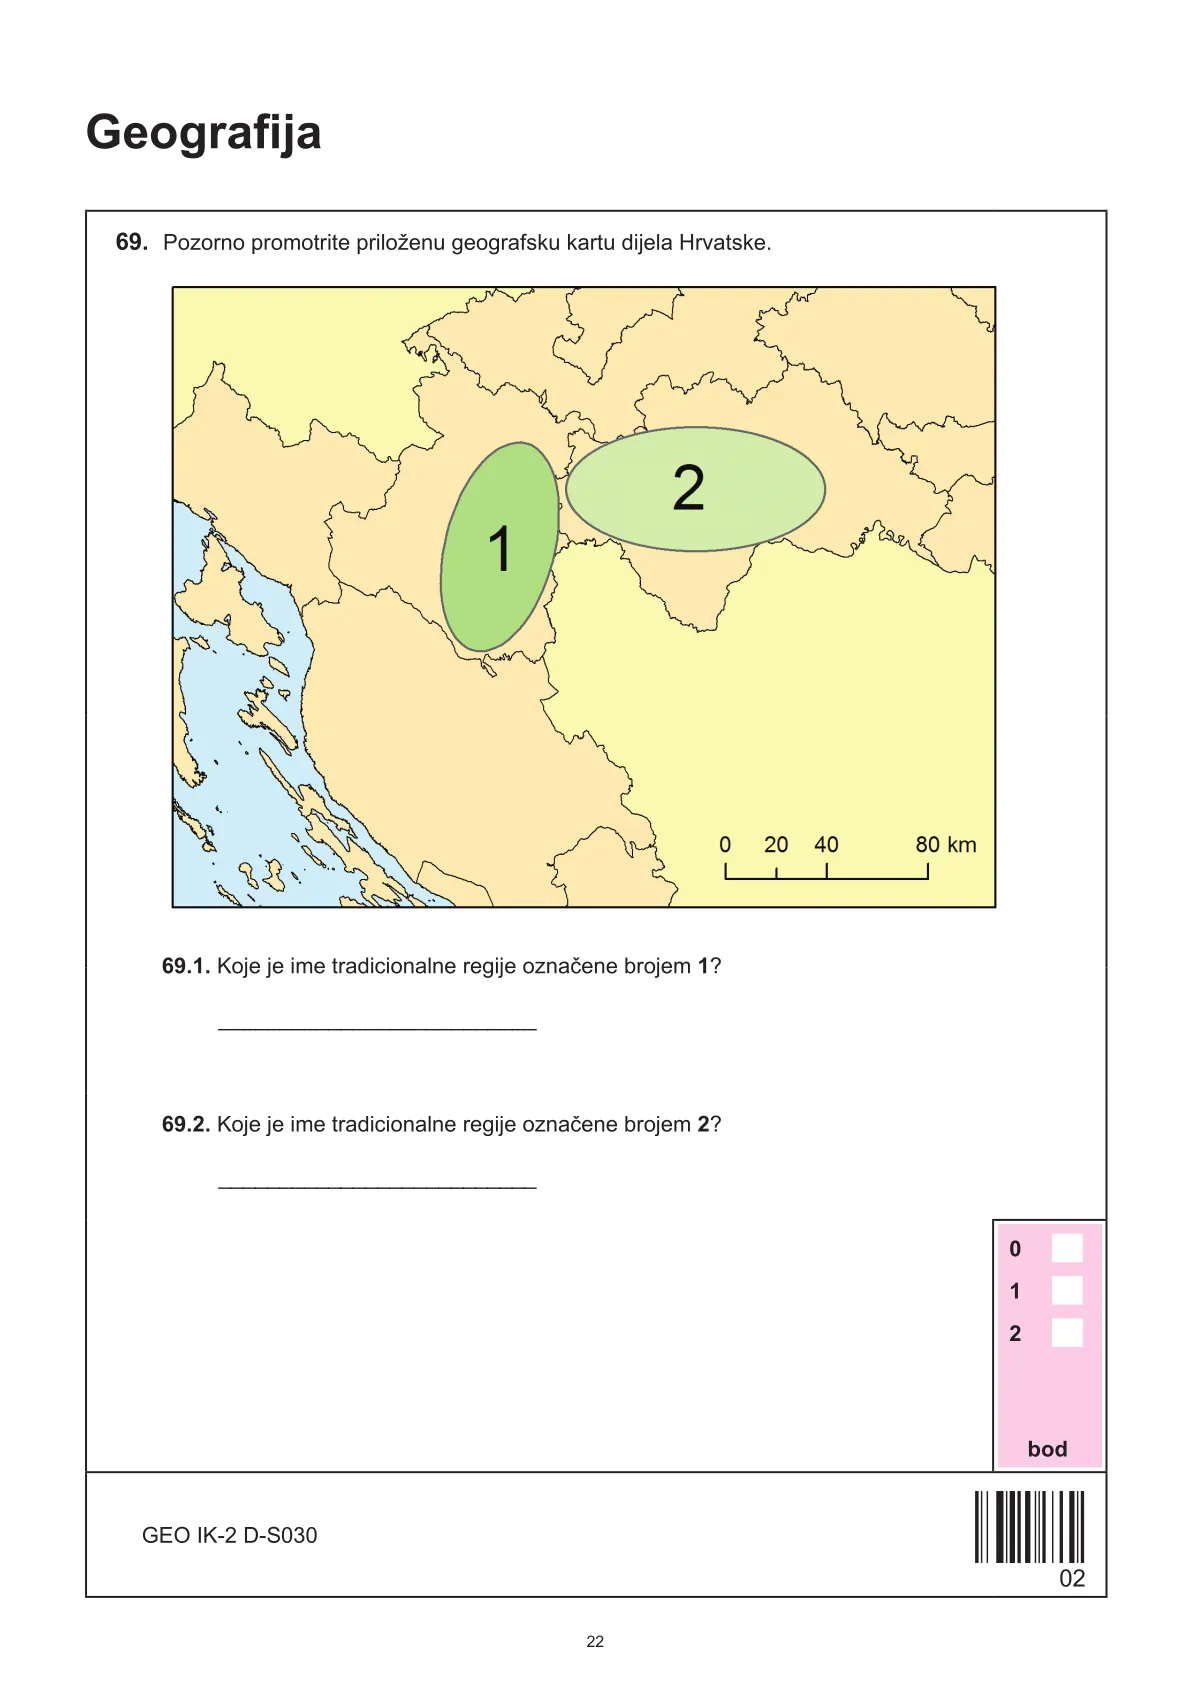 Geografija
69. Pozorno promotrite priloženu geografsku kartu dijela Hrvatske.
1
2
0 20 40 80 km
69.1. Koje je ime tradicionalne regije označene brojem 1?
69.2. Koje je ime tradicionalne regije označene brojem 2?
0
1
2
bod
GEO IK-2 D-S030
02
22